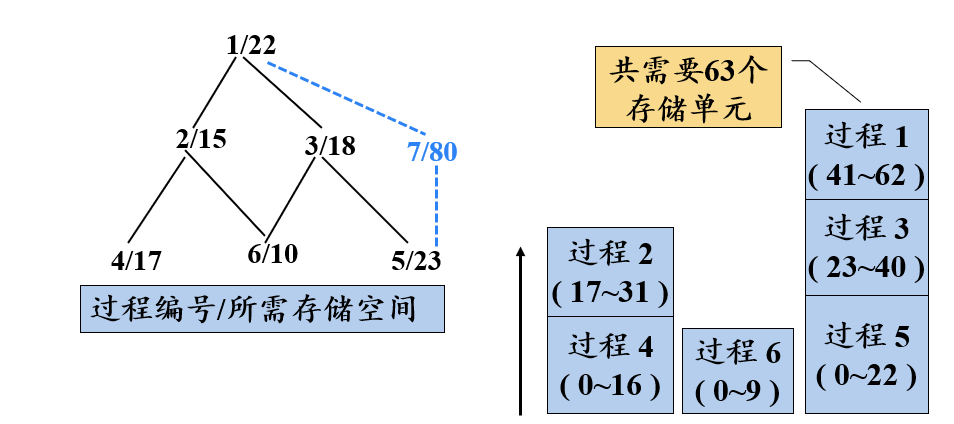 1/22
2/15
3/18
7/80
4/17
6/10
5/23
过程编号/所需存储空间
共需要63个
存储单元
过程 1
( 41~62 )
过程 3
( 23~40 )
过程 2
( 17~31 )
过程 4
( 0~16 )
过程 6
( 0~9 )
过程 5
( 0~22 )